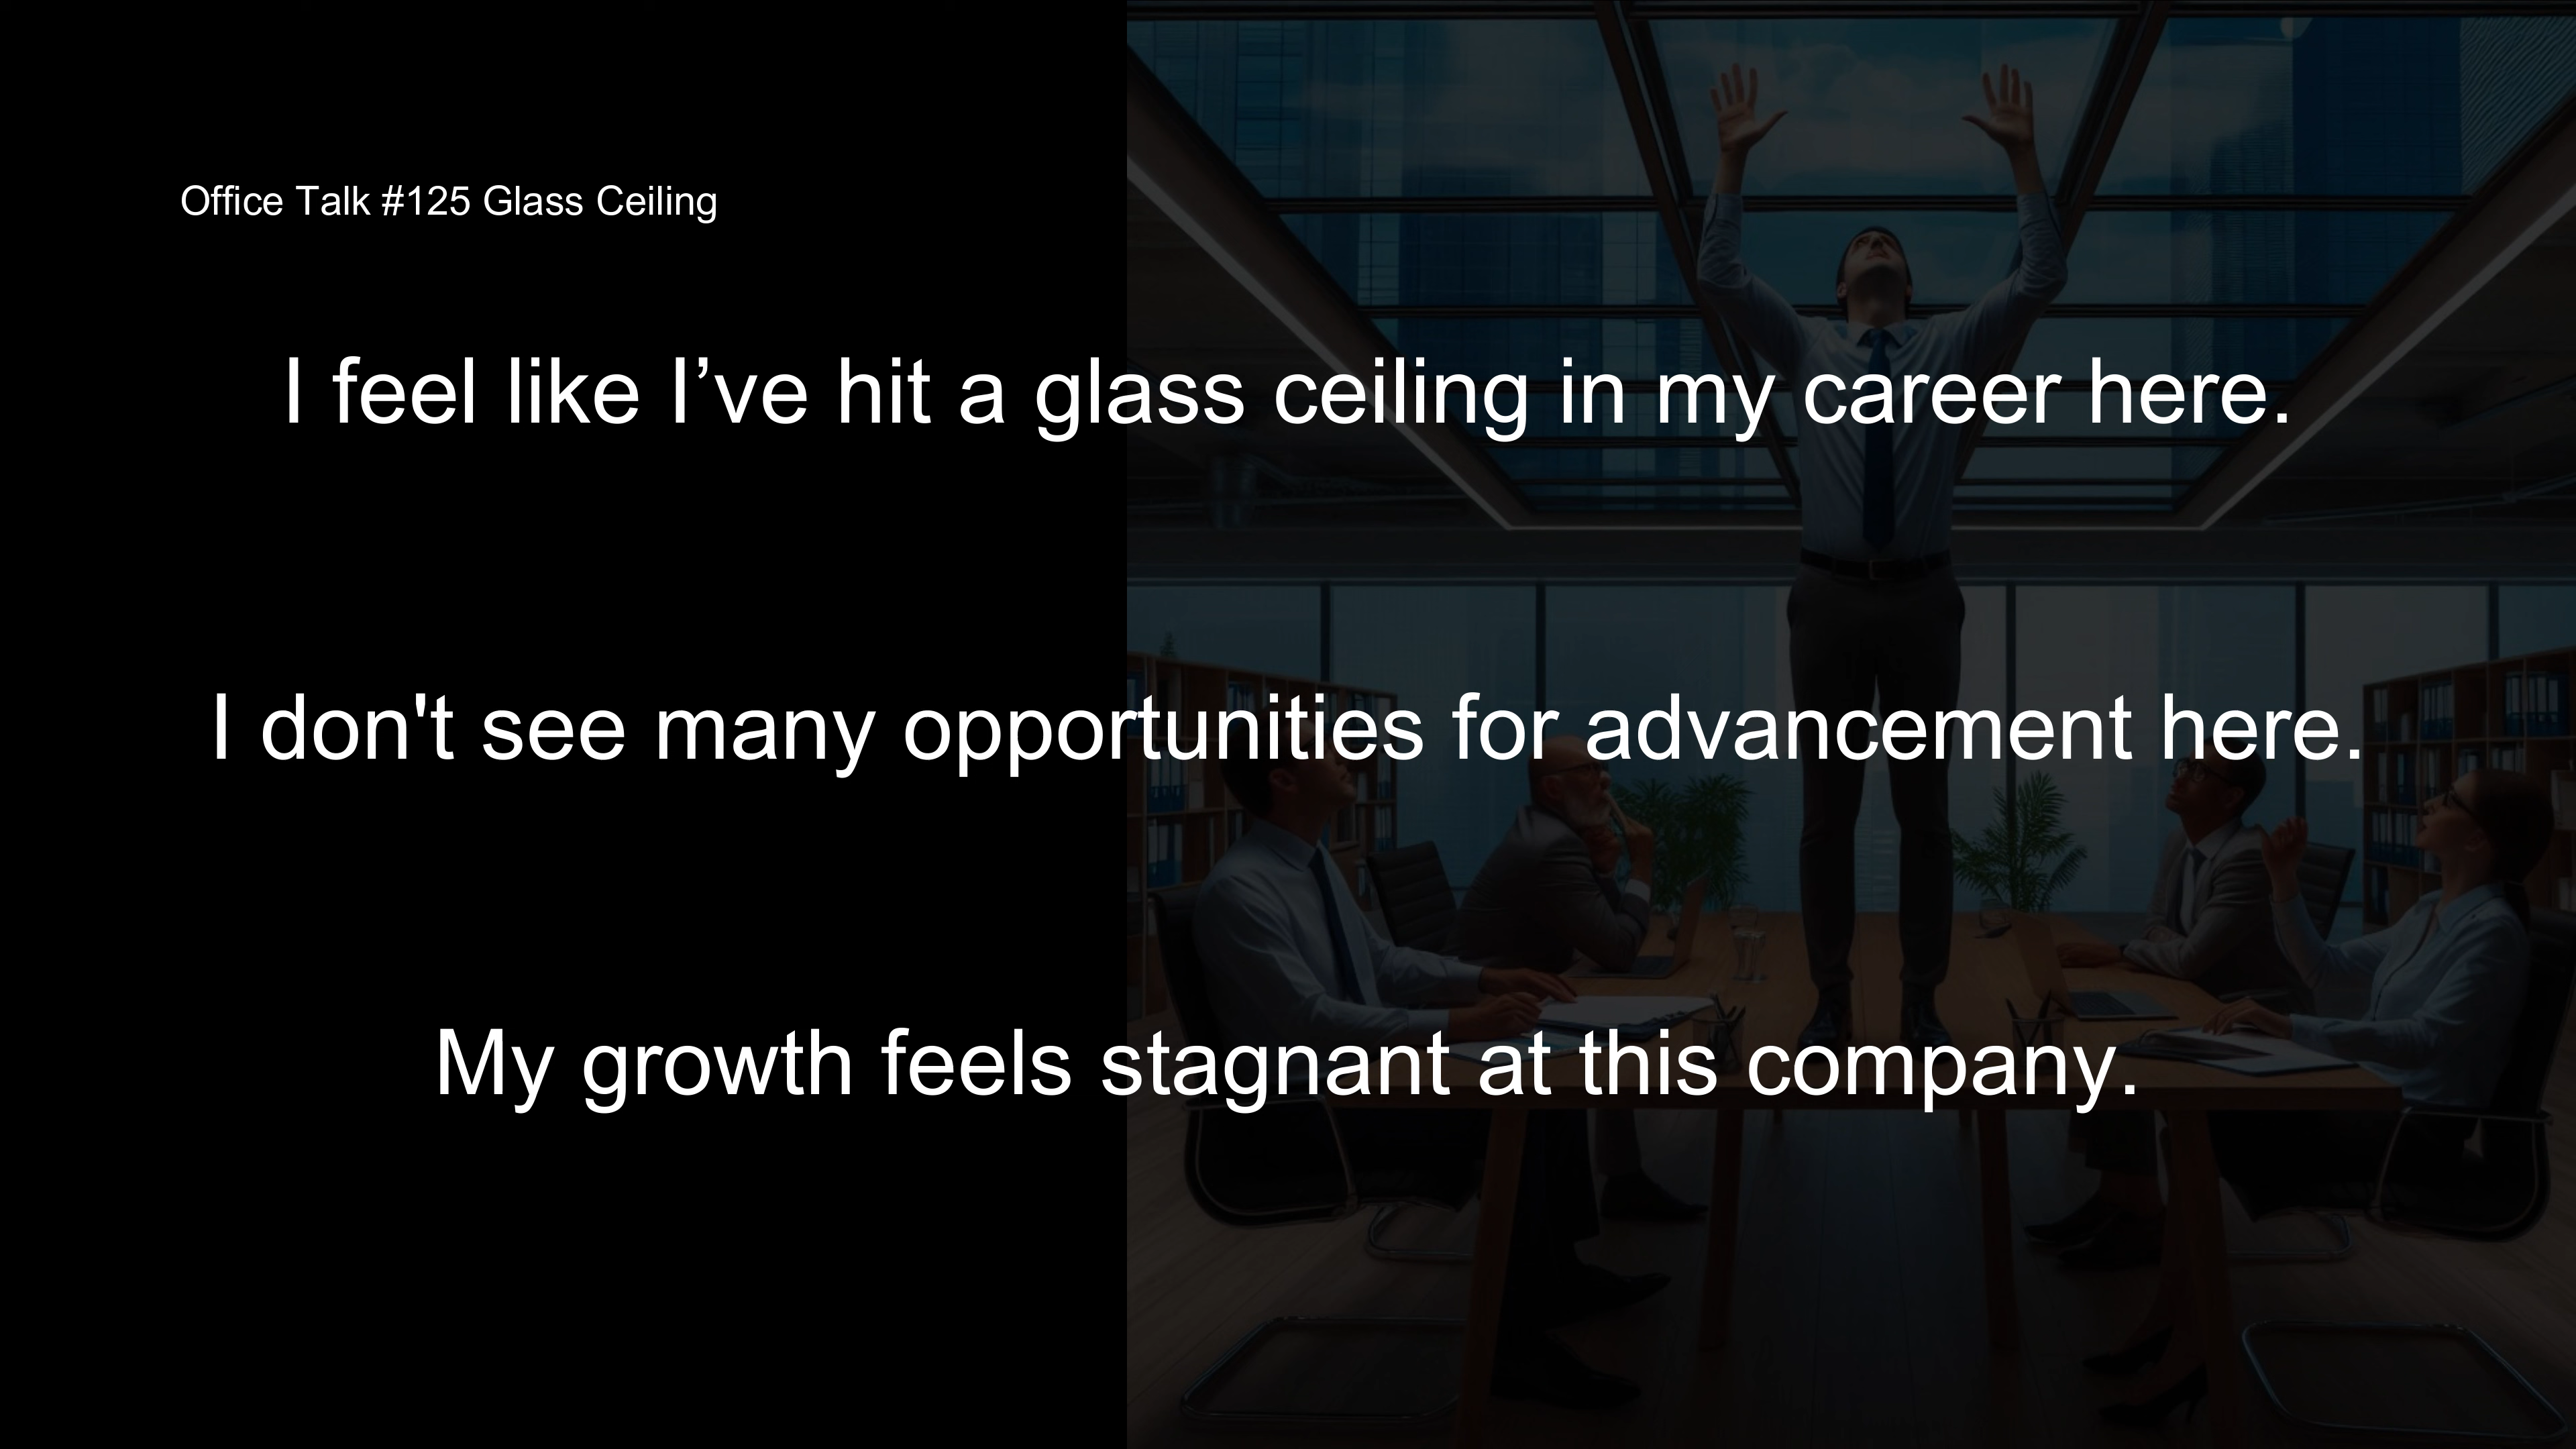 Office Talk #125 Glass Ceiling
I feel like I’ve hit a glass ceiling in my career here.
I don't see many opportunities for advancement here.
My growth feels stagnant at this company.